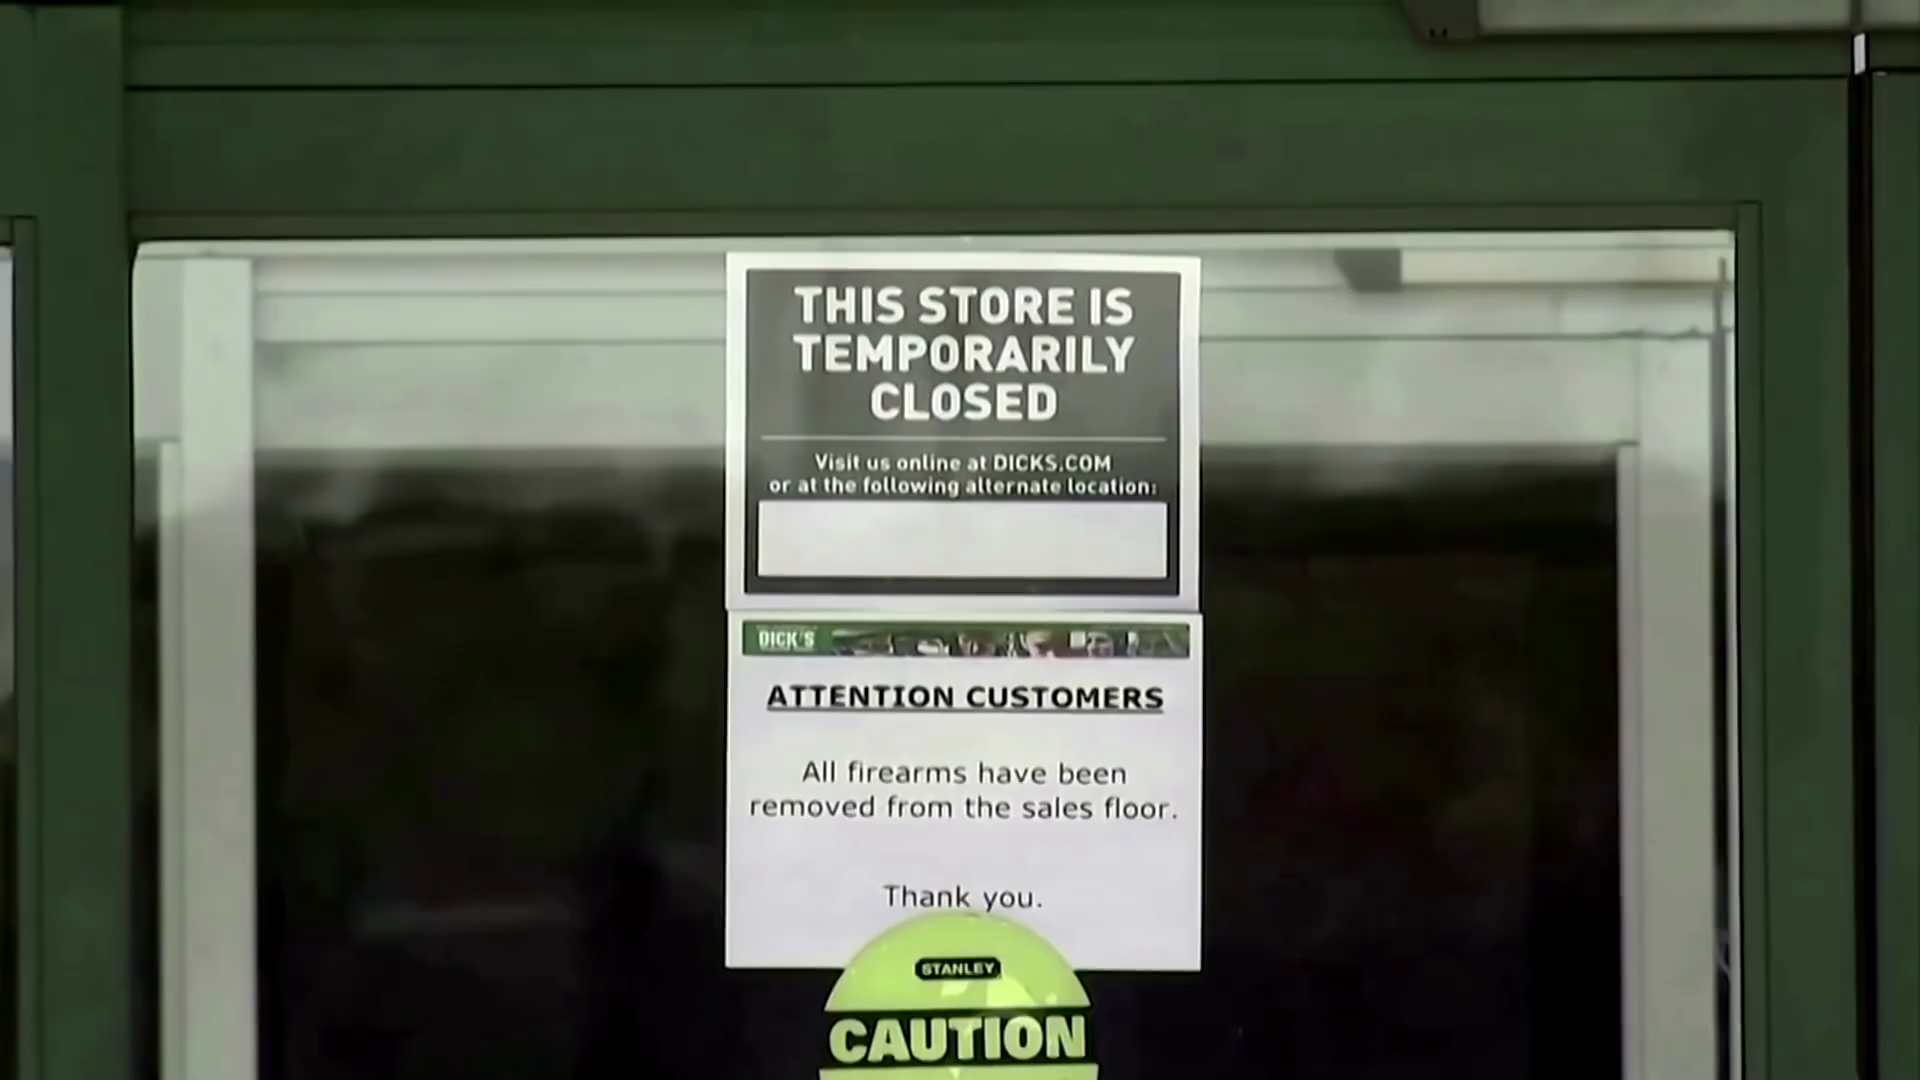 THIS STORE IS
TEMPORARILY
CLOSED
Visit us online at DICKS.COM
or at the following alternate location:
DICK'S
ATTENTION CUSTOMERS
All firearms have been
removed from the sales floor.
Thank you.
STANLEY
CAUTION